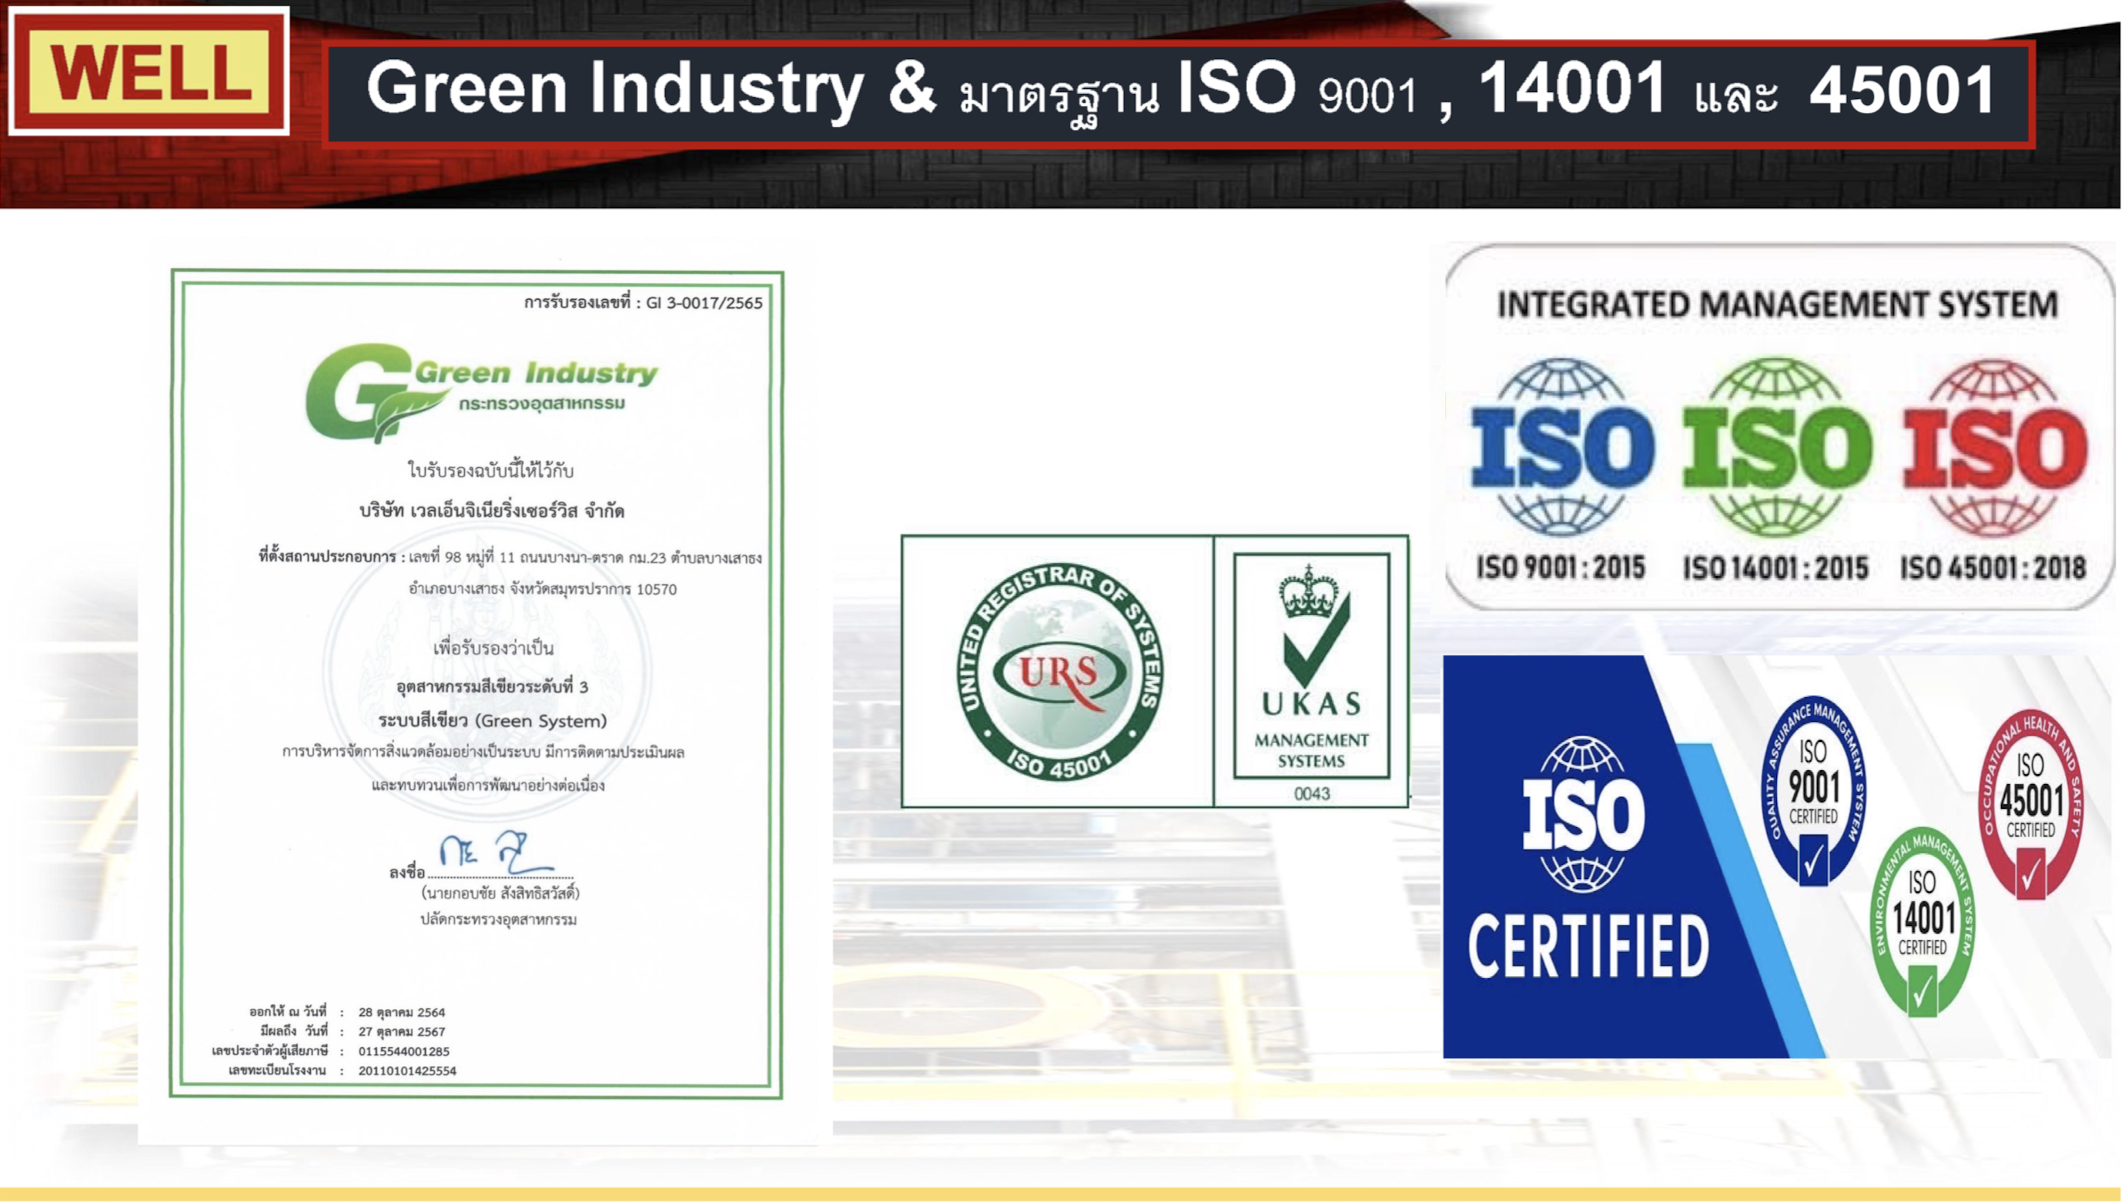 WELL
Green Industry & มาตรฐาน ISO 9001 , 14001 และ 45001
การรับรองเลขที่ : GI 3-0017/2565
Green Industry
กระทรวงอุตสาหกรรม
ใบรับรองฉบับนี้ให้ไว้กับ
บริษัท เวลเอ็นจิเนียริ่งเซอร์วิส จำกัด
ที่ตั้งสถานประกอบการ : เลขที่ 98 หมู่ที่ 11 ถนนบางนา-ตราด กม.23 ตำบลบางเสาธง
อำเภอบางเสาธง จังหวัดสมุทรปราการ 10570
เพื่อรับรองว่าเป็น
อุตสาหกรรมสีเขียวระดับที่ 3
ระบบสีเขียว (Green System)
การบริหารจัดการสิ่งแวดล้อมอย่างเป็นระบบ มีการติดตามประเมินผล
และทบทวนเพื่อการพัฒนาอย่างต่อเนื่อง
ลงชื่อ
(นายกอบชัย สังสิทธิสวัสดิ์)
ปลัดกระทรวงอุตสาหกรรม
ออกให้ ณ วันที่ : 28 ตุลาคม 2564
มีผลถึง วันที่ : 27 ตุลาคม 2567
เลขประจำตัวผู้เสียภาษี : 0115544001285
เลขทะเบียนโรงงาน : 20110101425554
UNITED REGISTRAR OF SYSTEMS
URS
ISO 45001
UKAS
MANAGEMENT
SYSTEMS
0043
INTEGRATED MANAGEMENT SYSTEM
ISO ISO ISO
ISO 9001:2015 ISO 14001:2015 ISO 45001:2018
ISO
CERTIFIED
QUALITY ASSURANCE MANAGEMENT SYSTEM
ISO
9001
CERTIFIED
ENVIRONMENTAL MANAGEMENT SYSTEM
ISO
14001
CERTIFIED
OCCUPATIONAL HEALTH AND SAFETY
ISO
45001
CERTIFIED